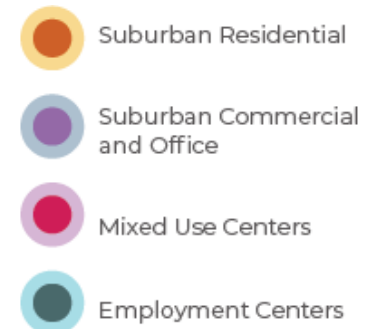 Suburban Residential
Suburban Commercial
and Office
Mixed Use Centers
Employment Centers